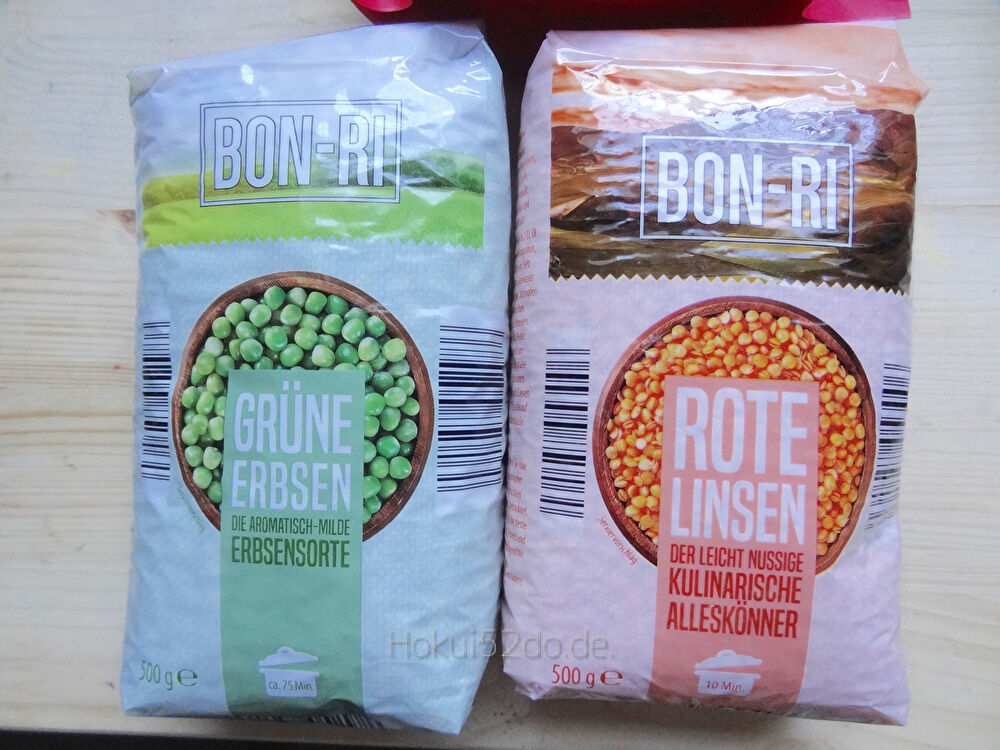 BON-RI
GRÜNE
ERBSEN
DIE AROMATISCH-MILDE
ERBSENSORTE
500 g e
ca. 75 Min.
BON-RI
ROTE
LINSEN
DER LEICHT NUSSIGE
KULINARISCHE
ALLESKÖNNER
Serviervorschlag
500 g e
10 Min.
Hokui52do.de.